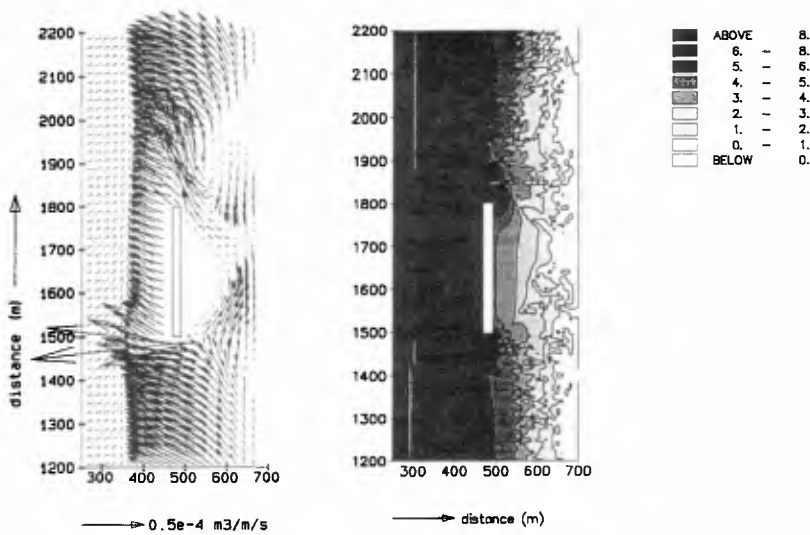 2200
2100
2000
1900
1800
1700
1600
1500
1400
1300
1200
300 400 500 600 700
distance (m)
0.5e-4 m3/m/s
2200
2100
2000
1900
1800
1700
1600
1500
1400
1300
1200
300 400 500 600 700
distance (m)
ABOVE 8.
6. - 8.
5. - 6.
4. - 5.
3. - 4.
2. - 3.
1. - 2.
0. - 1.
BELOW 0.